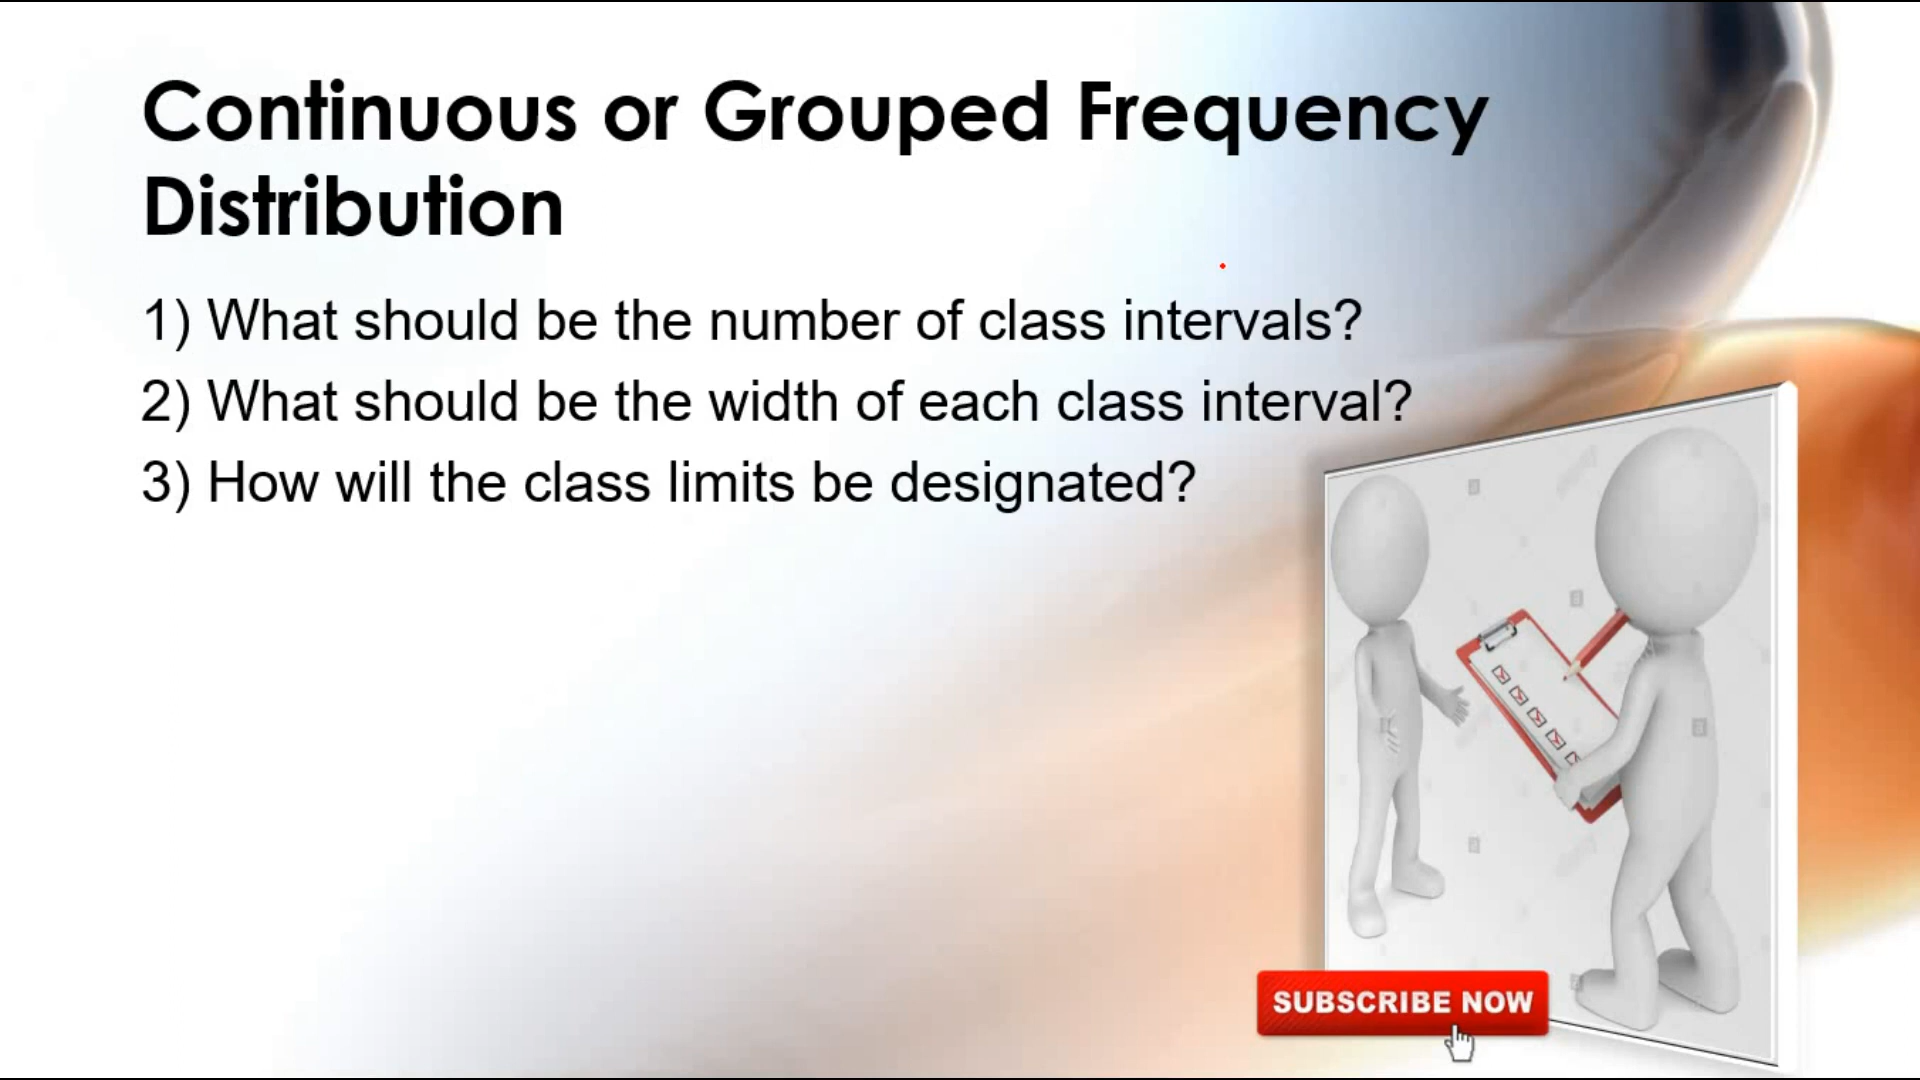 Continuous or Grouped Frequency
Distribution
1) What should be the number of class intervals?
2) What should be the width of each class interval?
3) How will the class limits be designated?
SUBSCRIBE NOW